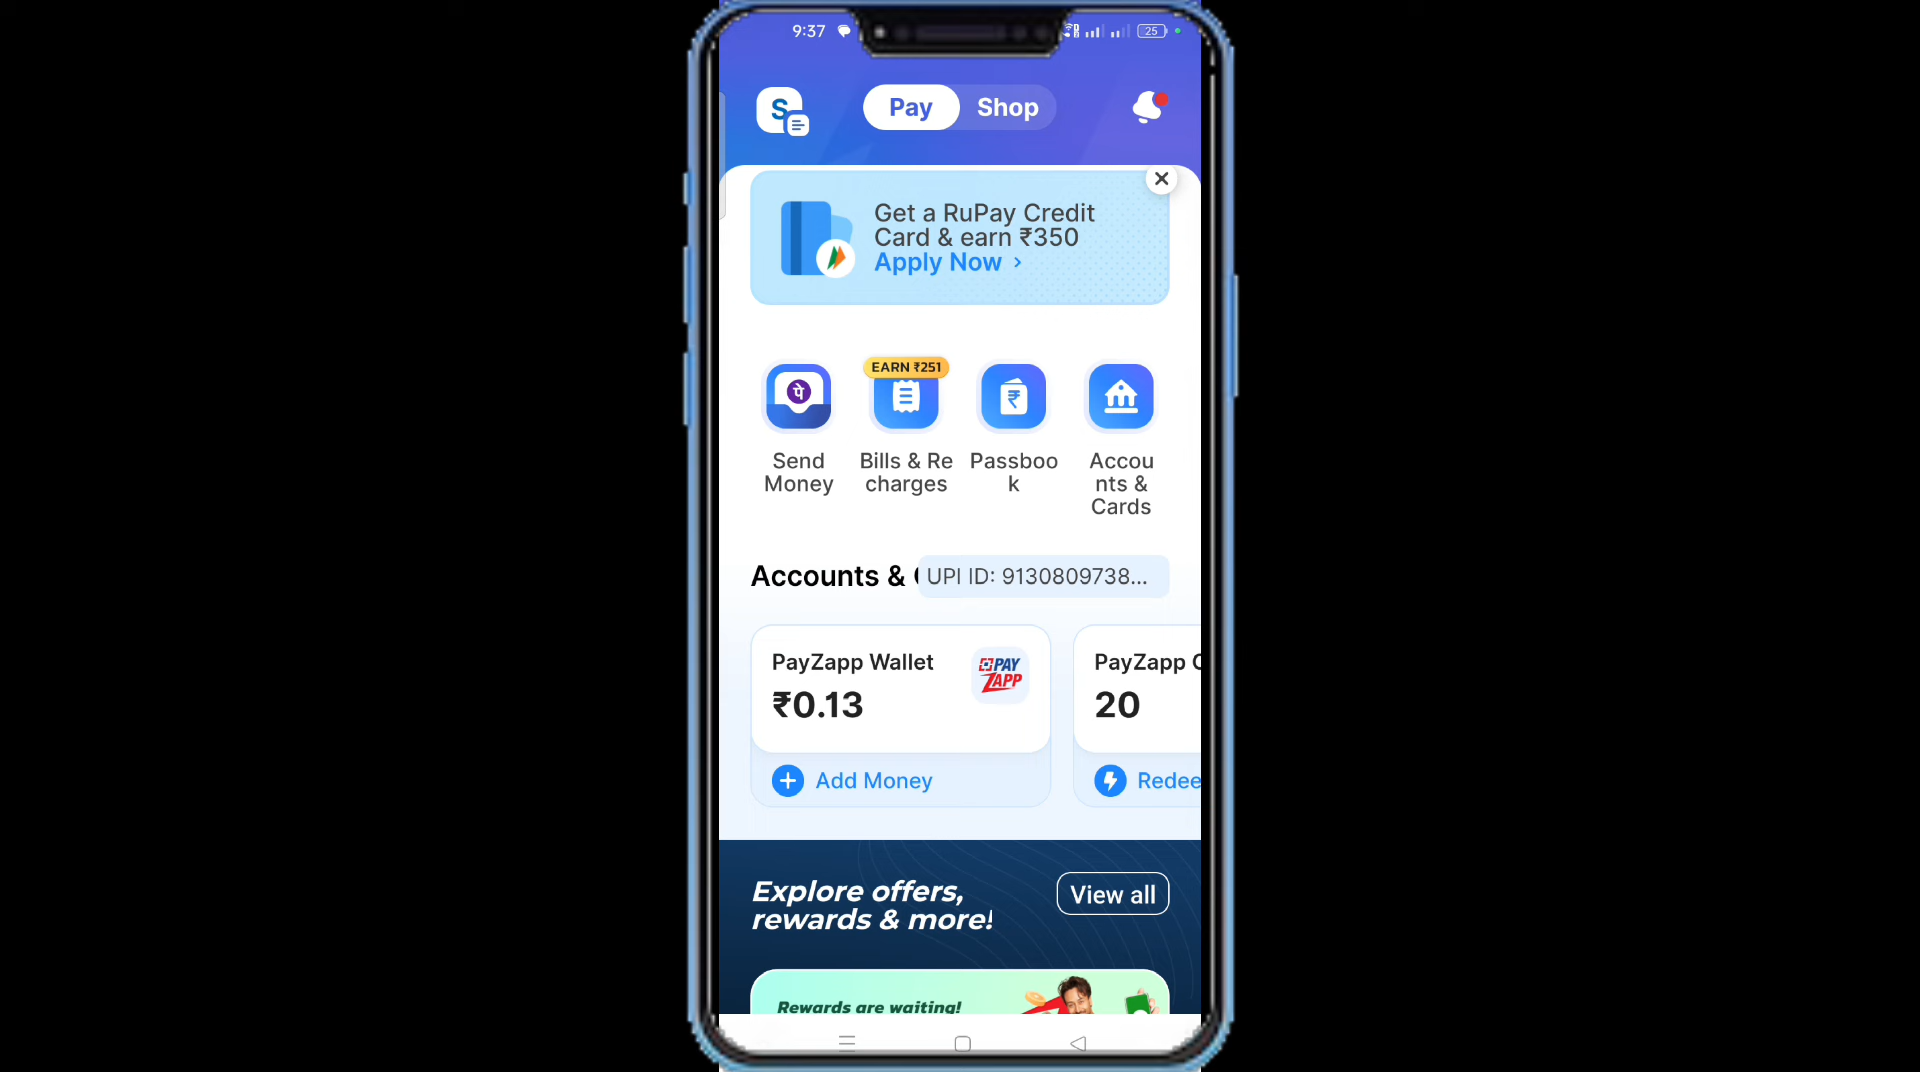 9:37
25
S
Pay
Shop
Get a RuPay Credit
Card & earn ₹350
Apply Now ›
EARN ₹251
पे
₹
Send
Money
Bills & Re
charges
Passboo
k
Accou
nts &
Cards
Accounts &
UPI ID: 9130809738...
PayZapp Wallet
₹0.13
PAY
ZAPP
Add Money
PayZapp C
20
Redee
Explore offers,
rewards & more!
View all
Rewards are waiting!